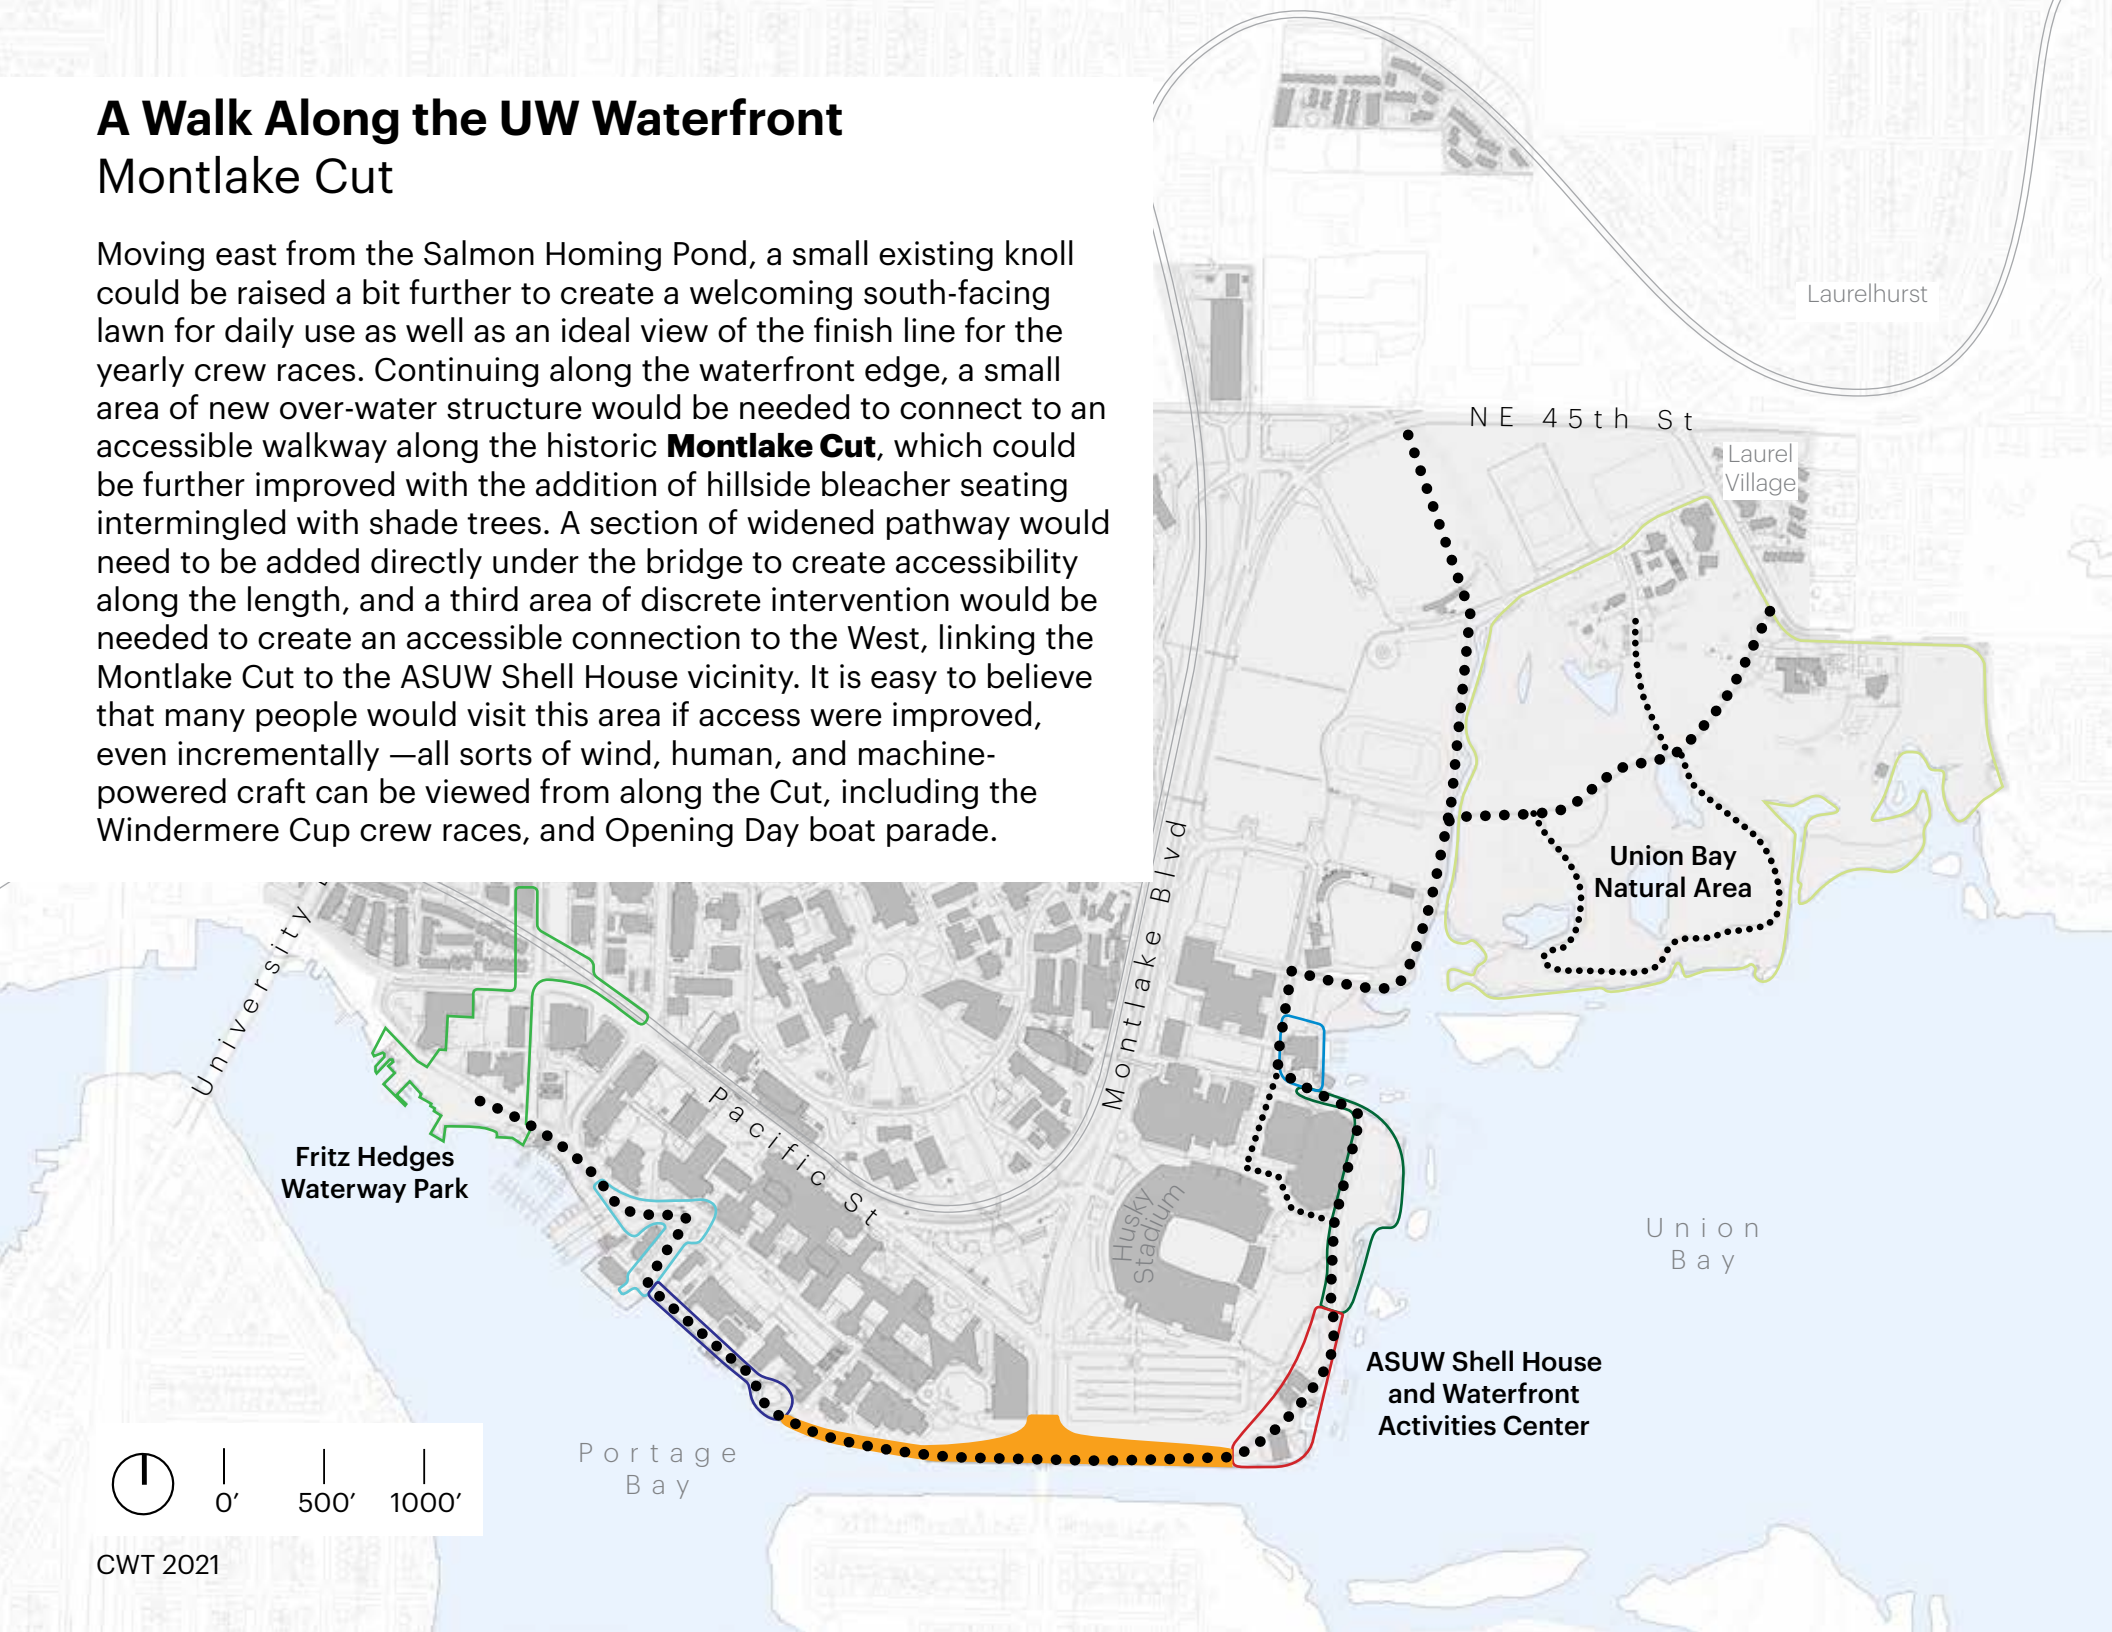 A Walk Along the UW Waterfront
Montlake Cut
Moving east from the Salmon Homing Pond, a small existing knoll
could be raised a bit further to create a welcoming south-facing
lawn for daily use as well as an ideal view of the finish line for the
yearly crew races. Continuing along the waterfront edge, a small
area of new over-water structure would be needed to connect to an
accessible walkway along the historic Montlake Cut, which could
be further improved with the addition of hillside bleacher seating
intermingled with shade trees. A section of widened pathway would
need to be added directly under the bridge to create accessibility
along the length, and a third area of discrete intervention would be
needed to create an accessible connection to the West, linking the
Montlake Cut to the ASUW Shell House vicinity. It is easy to believe
that many people would visit this area if access were improved,
even incrementally —all sorts of wind, human, and machine-
powered craft can be viewed from along the Cut, including the
Windermere Cup crew races, and Opening Day boat parade.
Laurelhurst
NE 45th St
Laurel
Village
Union Bay
Natural Area
Montlake Blvd
University
Pacific St
Fritz Hedges
Waterway Park
Husky
Stadium
Union
Bay
ASUW Shell House
and Waterfront
Activities Center
Portage
Bay
0′ 500′ 1000′
CWT 2021